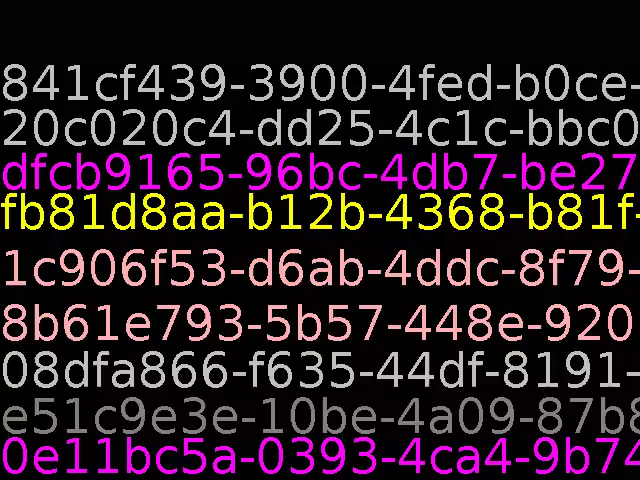 841cf439-3900-4fed-b0ce-
20c020c4-dd25-4c1c-bbc0
dfcb9165-96bc-4db7-be27
fb81d8aa-b12b-4368-b81f-
1c906f53-d6ab-4ddc-8f79-
8b61e793-5b57-448e-920
08dfa866-f635-44df-8191-
e51c9e3e-10be-4a09-87b8
0e11bc5a-0393-4ca4-9b74